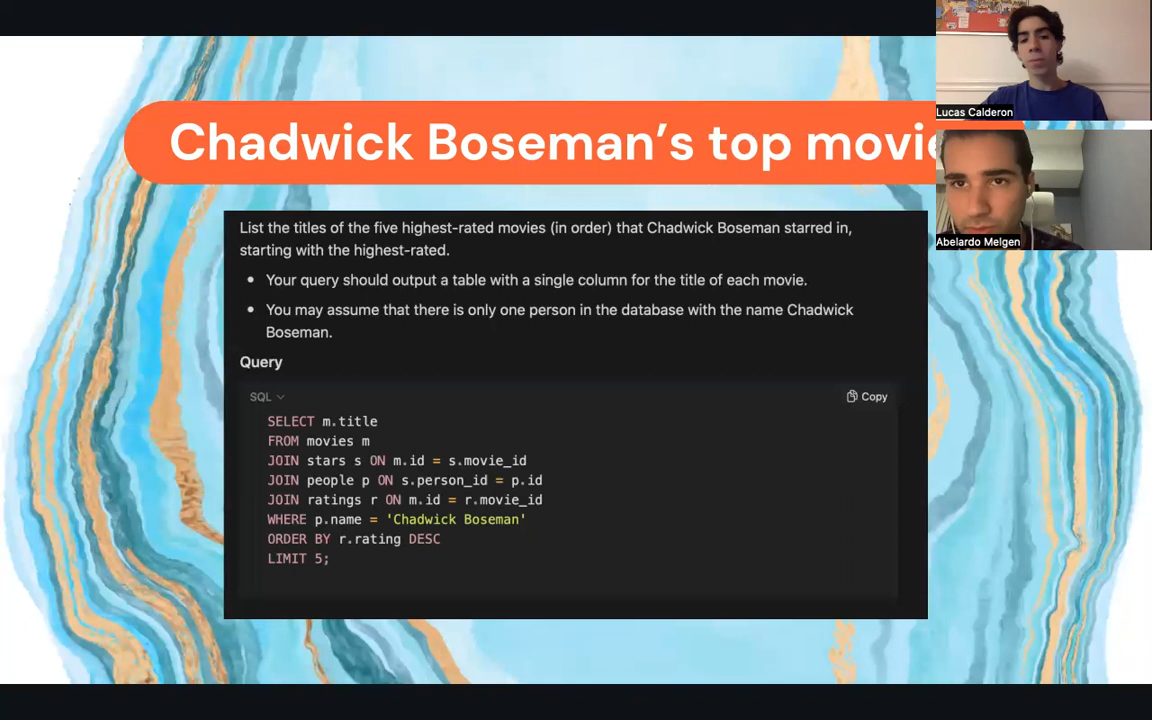 Chadwick Boseman's top movie
Lucas Calderon
Abelardo Melgen
List the titles of the five highest-rated movies (in order) that Chadwick Boseman starred in,
starting with the highest-rated.
• Your query should output a table with a single column for the title of each movie.
• You may assume that there is only one person in the database with the name Chadwick
Boseman.
Query
SQL
Copy
SELECT m.title
FROM movies m
JOIN stars s ON m.id = s.movie_id
JOIN people p ON s.person_id = p.id
JOIN ratings r ON m.id = r.movie_id
WHERE p.name = 'Chadwick Boseman'
ORDER BY r.rating DESC
LIMIT 5;